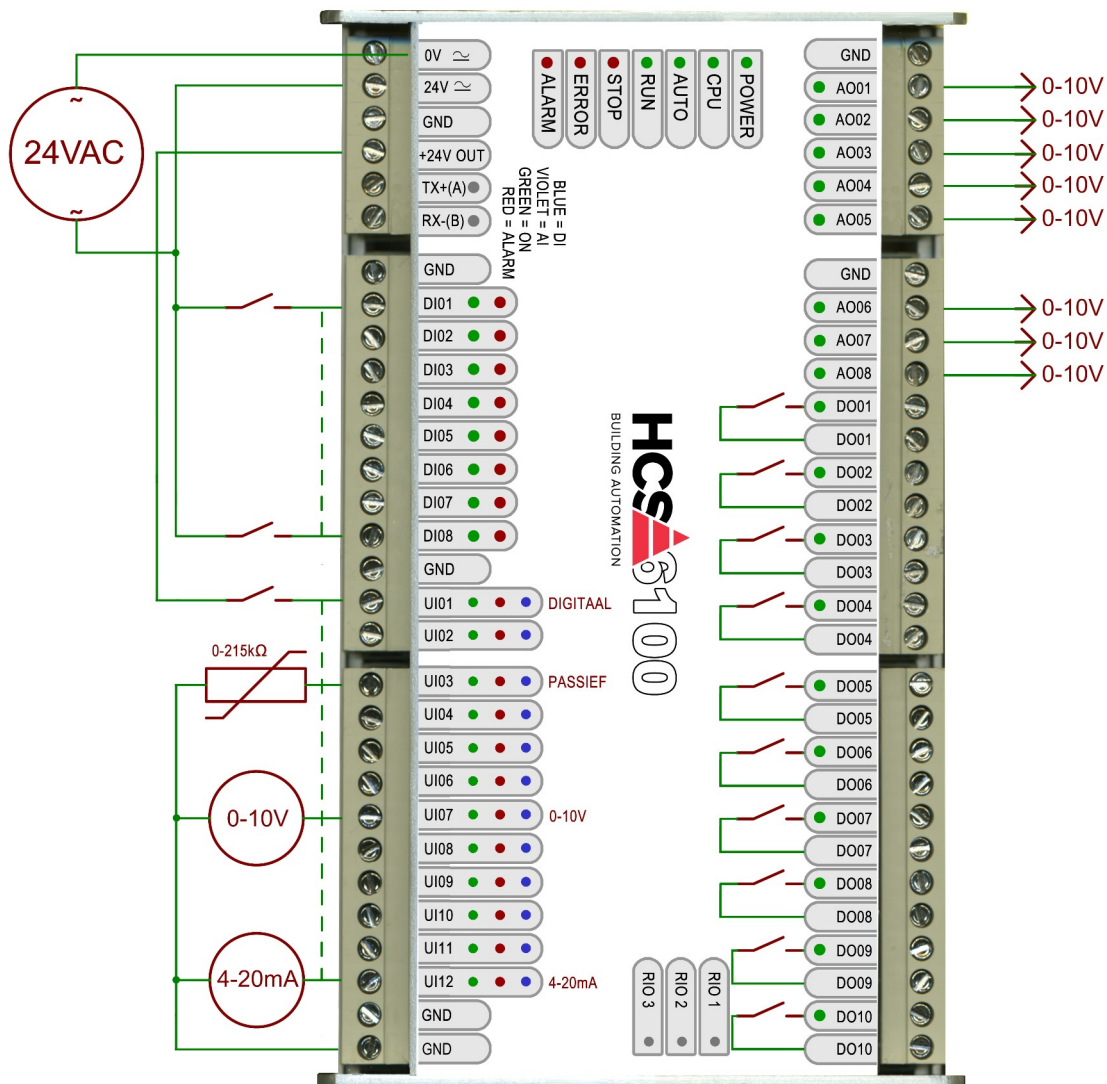 24VAC
~
~
0V ≃
24V ≃
GND
+24V OUT
TX+(A)
RX-(B)
GND
DI01
DI02
DI03
DI04
DI05
DI06
DI07
DI08
GND
UI01 DIGITAAL
UI02
0-215kΩ
UI03 PASSIEF
UI04
UI05
UI06
0-10V
UI07 0-10V
UI08
UI09
UI10
UI11
4-20mA
UI12 4-20mA
GND
GND
POWER
CPU
AUTO
RUN
STOP
ERROR
ALARM
BLUE = DI
VIOLET = AI
GREEN = ON
RED = ALARM
HCS 6100
BUILDING AUTOMATION
RIO 1
RIO 2
RIO 3
GND
AO01 0-10V
AO02 0-10V
AO03 0-10V
AO04 0-10V
AO05 0-10V
GND
AO06 0-10V
AO07 0-10V
AO08 0-10V
DO01
DO01
DO02
DO02
DO03
DO03
DO04
DO04
DO05
DO05
DO06
DO06
DO07
DO07
DO08
DO08
DO09
DO09
DO10
DO10